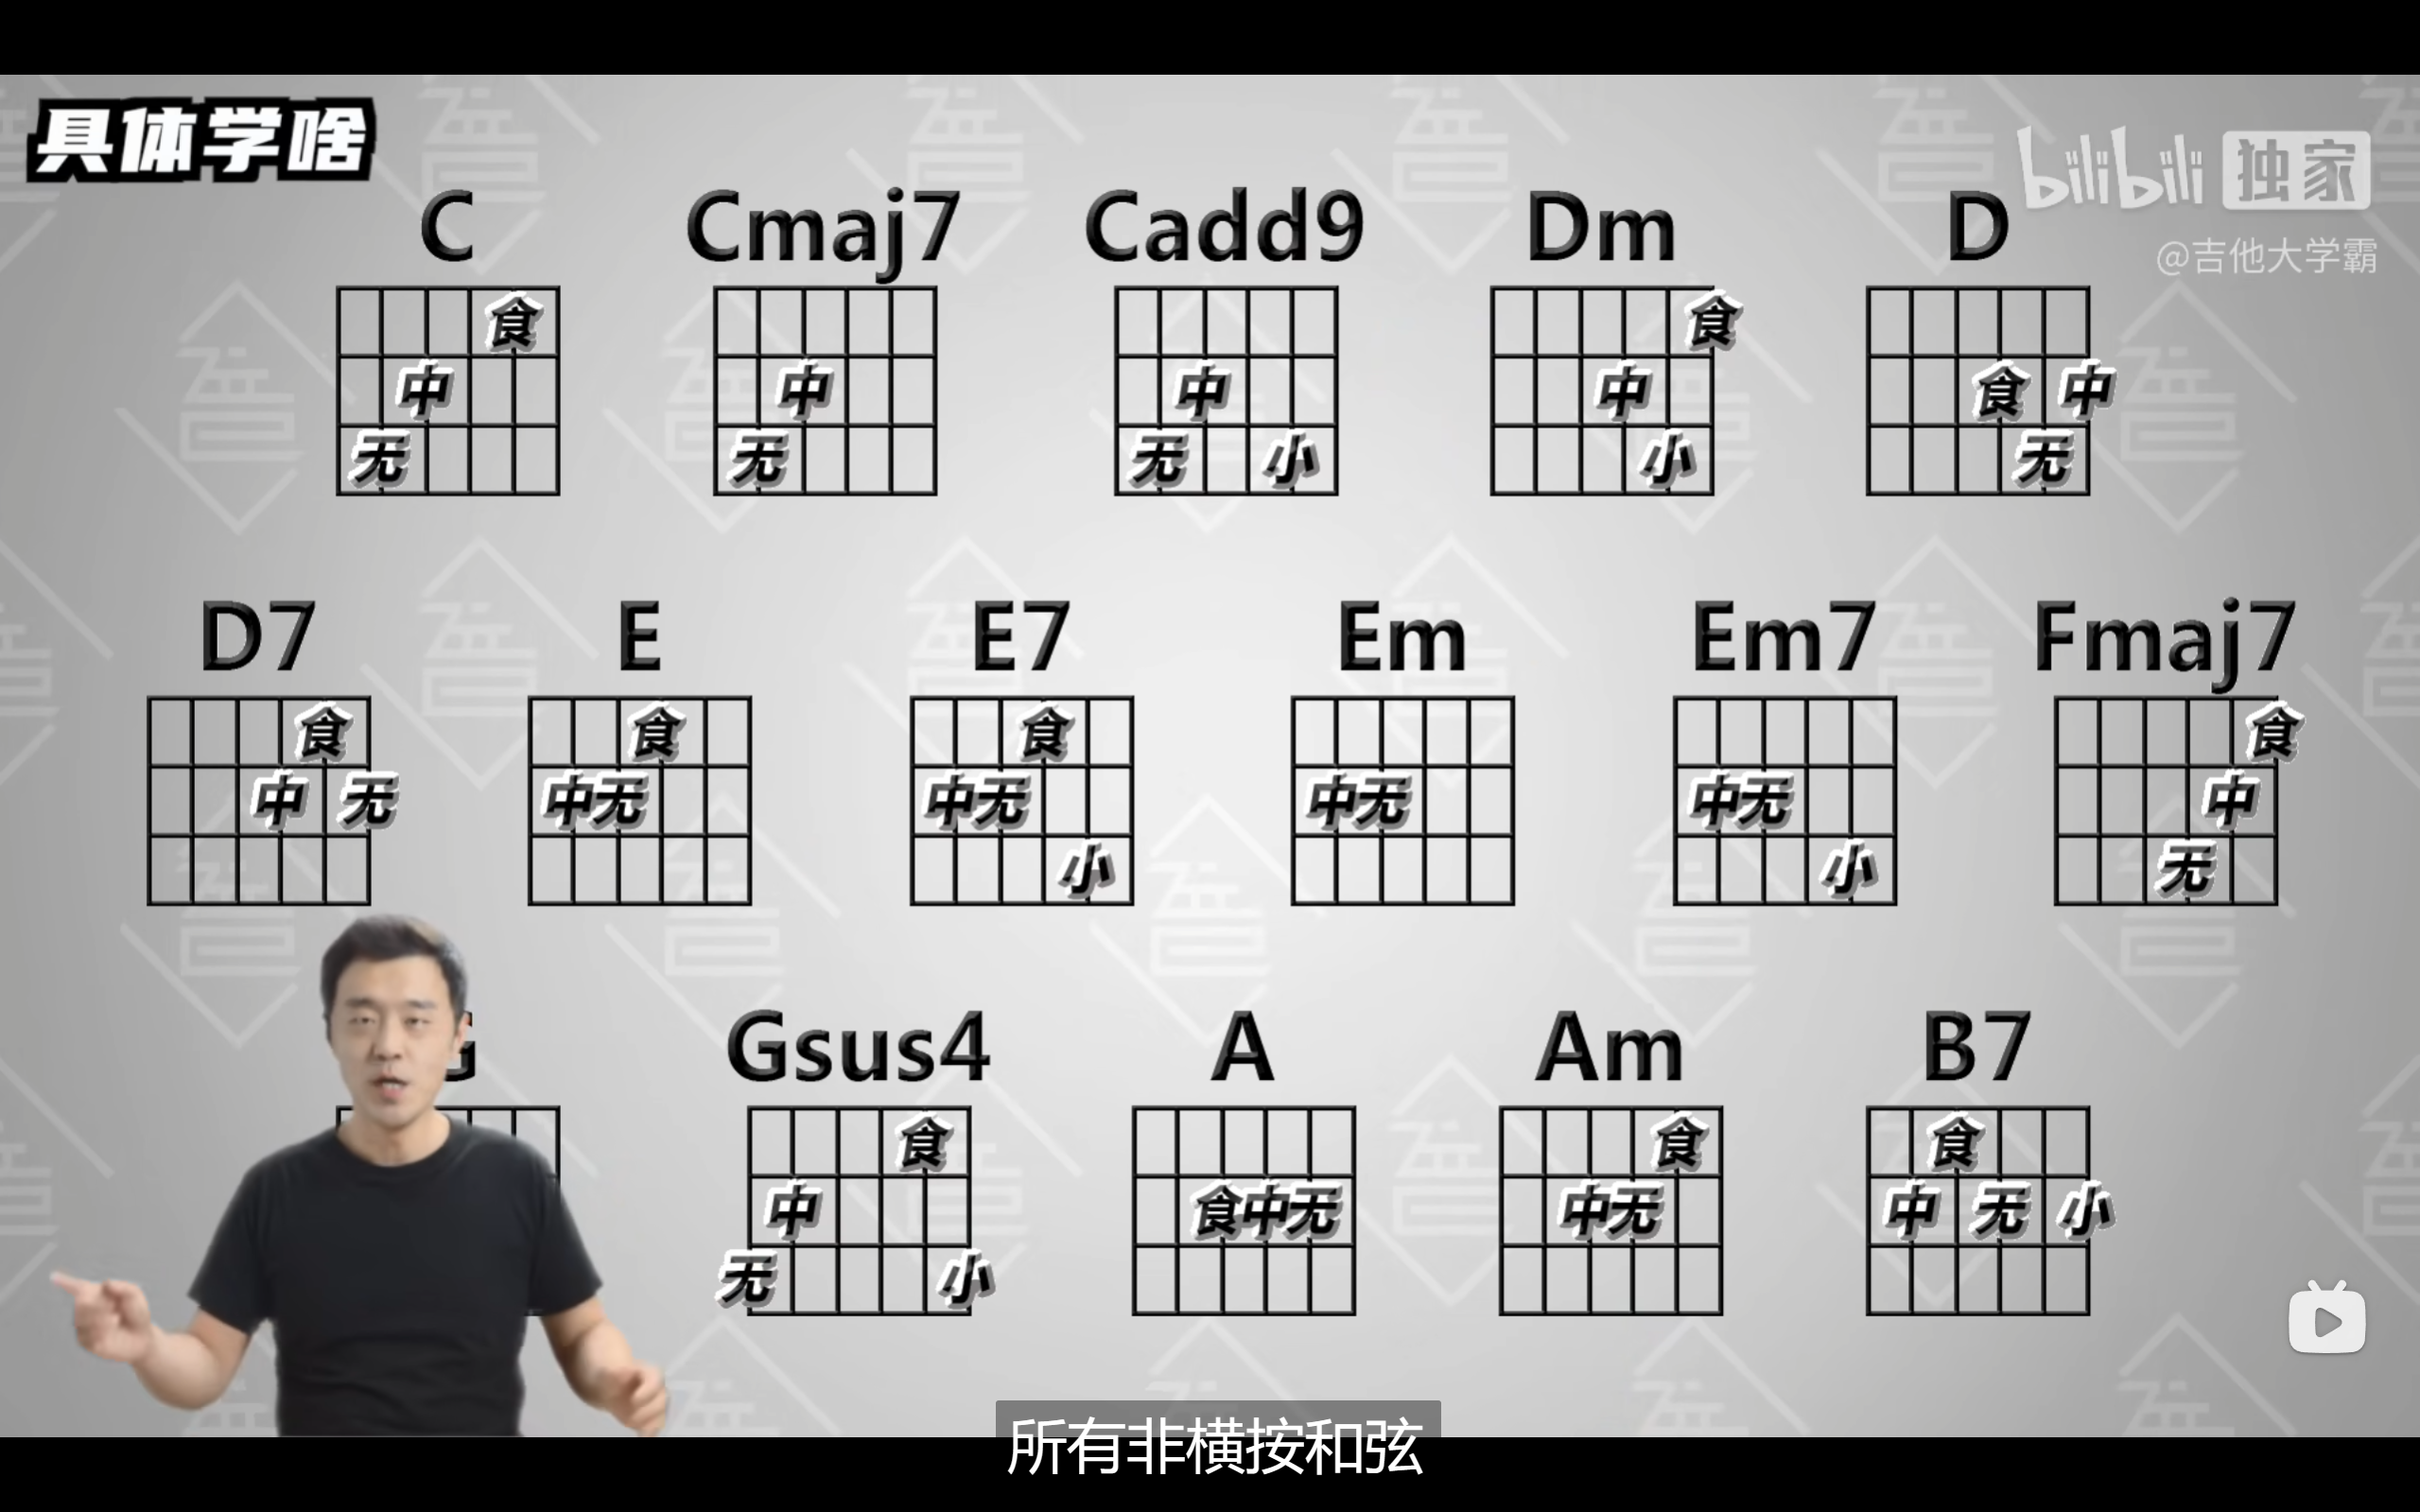 具体学啥
bilibili 独家
@吉他大学霸
C Cmaj7 Cadd9 Dm D
食 食
中 中 中 中 食 中
无 无 无 小 小 无
D7 E E7 Em Em7 Fmaj7
食 食 食 食
中 无 中无 中无 中无 中无 中
小 小 无
G Gsus4 A Am B7
食 食 食
中 食中无 中无 中 无 小
无 小
所有非横按和弦